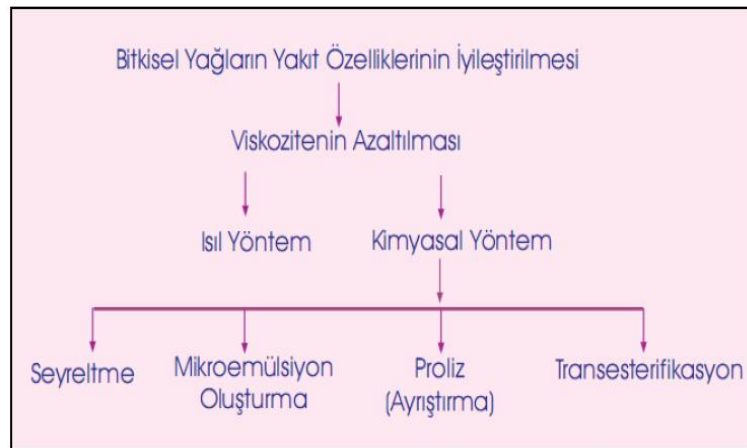 Bitkisel Yağların Yakıt Özelliklerinin İyileştirilmesi
Viskozitenin Azaltılması
Isıl Yöntem
Kimyasal Yöntem
Seyreltme
Mikroemülsiyon
Oluşturma
Proliz
(Ayrıştırma)
Transesterifikasyon